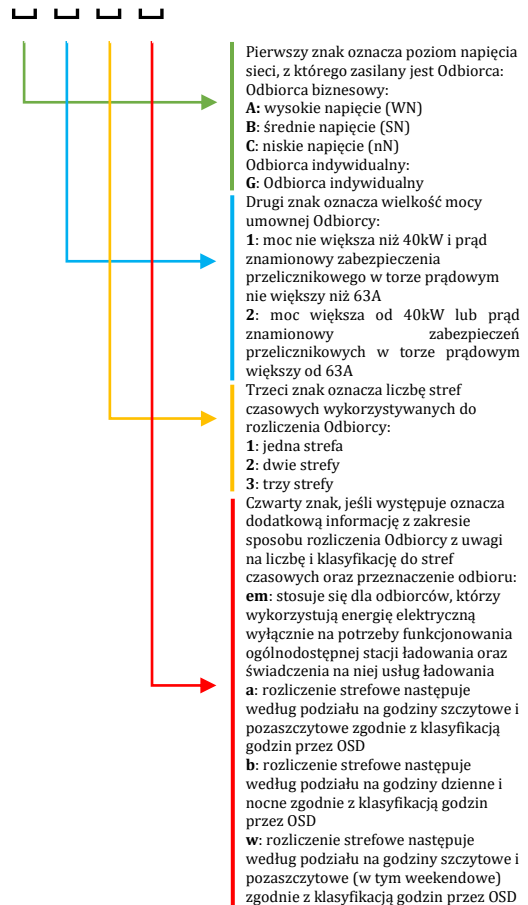 Pierwszy znak oznacza poziom napięcia
sieci, z którego zasilany jest Odbiorca:
Odbiorca biznesowy:
A: wysokie napięcie (WN)
B: średnie napięcie (SN)
C: niskie napięcie (nN)
Odbiorca indywidualny:
G: Odbiorca indywidualny
Drugi znak oznacza wielkość mocy
umownej Odbiorcy:
1: moc nie większa niż 40kW i prąd
znamionowy zabezpieczenia
przelicznikowego w torze prądowym
nie większy niż 63A
2: moc większa od 40kW lub prąd
znamionowy zabezpieczeń
przelicznikowych w torze prądowym
większy od 63A
Trzeci znak oznacza liczbę stref
czasowych wykorzystywanych do
rozliczenia Odbiorcy:
1: jedna strefa
2: dwie strefy
3: trzy strefy
Czwarty znak, jeśli występuje oznacza
dodatkową informację z zakresie
sposobu rozliczenia Odbiorcy z uwagi
na liczbę i klasyfikację do stref
czasowych oraz przeznaczenie odbioru:
em: stosuje się dla odbiorców, którzy
wykorzystują energię elektryczną
wyłącznie na potrzeby funkcjonowania
ogólnodostępnej stacji ładowania oraz
świadczenia na niej usług ładowania
a: rozliczenie strefowe następuje
według podziału na godziny szczytowe i
pozaszczytowe zgodnie z klasyfikacją
godzin przez OSD
b: rozliczenie strefowe następuje
według podziału na godziny dzienne i
nocne zgodnie z klasyfikacją godzin
przez OSD
w: rozliczenie strefowe następuje
według podziału na godziny szczytowe i
pozaszczytowe (w tym weekendowe)
zgodnie z klasyfikacją godzin przez OSD